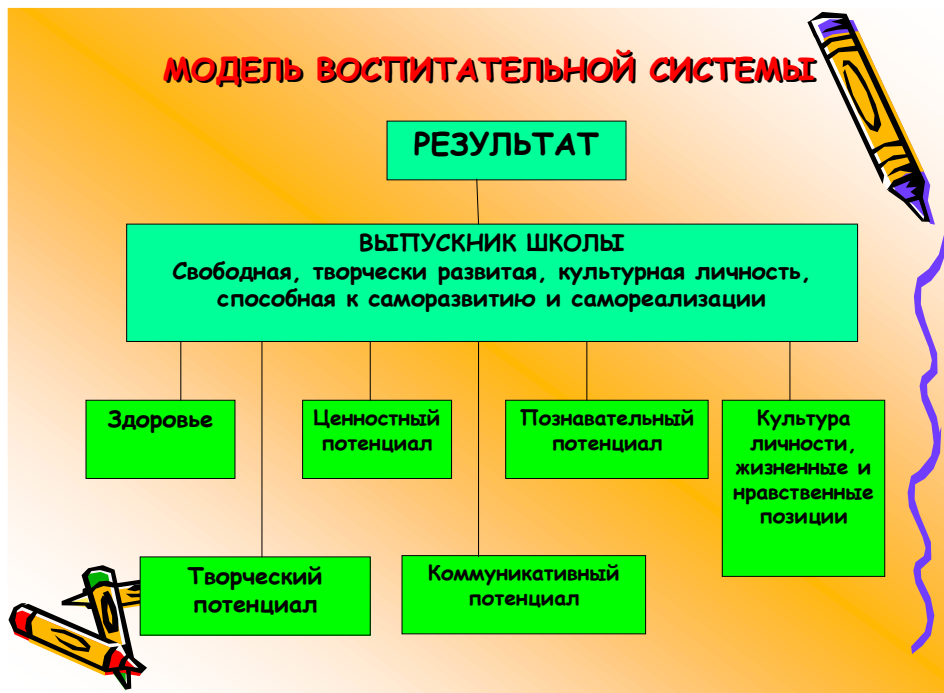 МОДЕЛЬ ВОСПИТАТЕЛЬНОЙ СИСТЕМЫ
РЕЗУЛЬТАТ
ВЫПУСКНИК ШКОЛЫ
Свободная, творчески развитая, культурная личность,
способная к саморазвитию и самореализации
Здоровье
Ценностный
потенциал
Познавательный
потенциал
Культура
личности,
жизненные и
нравственные
позиции
Творческий
потенциал
Коммуникативный
потенциал